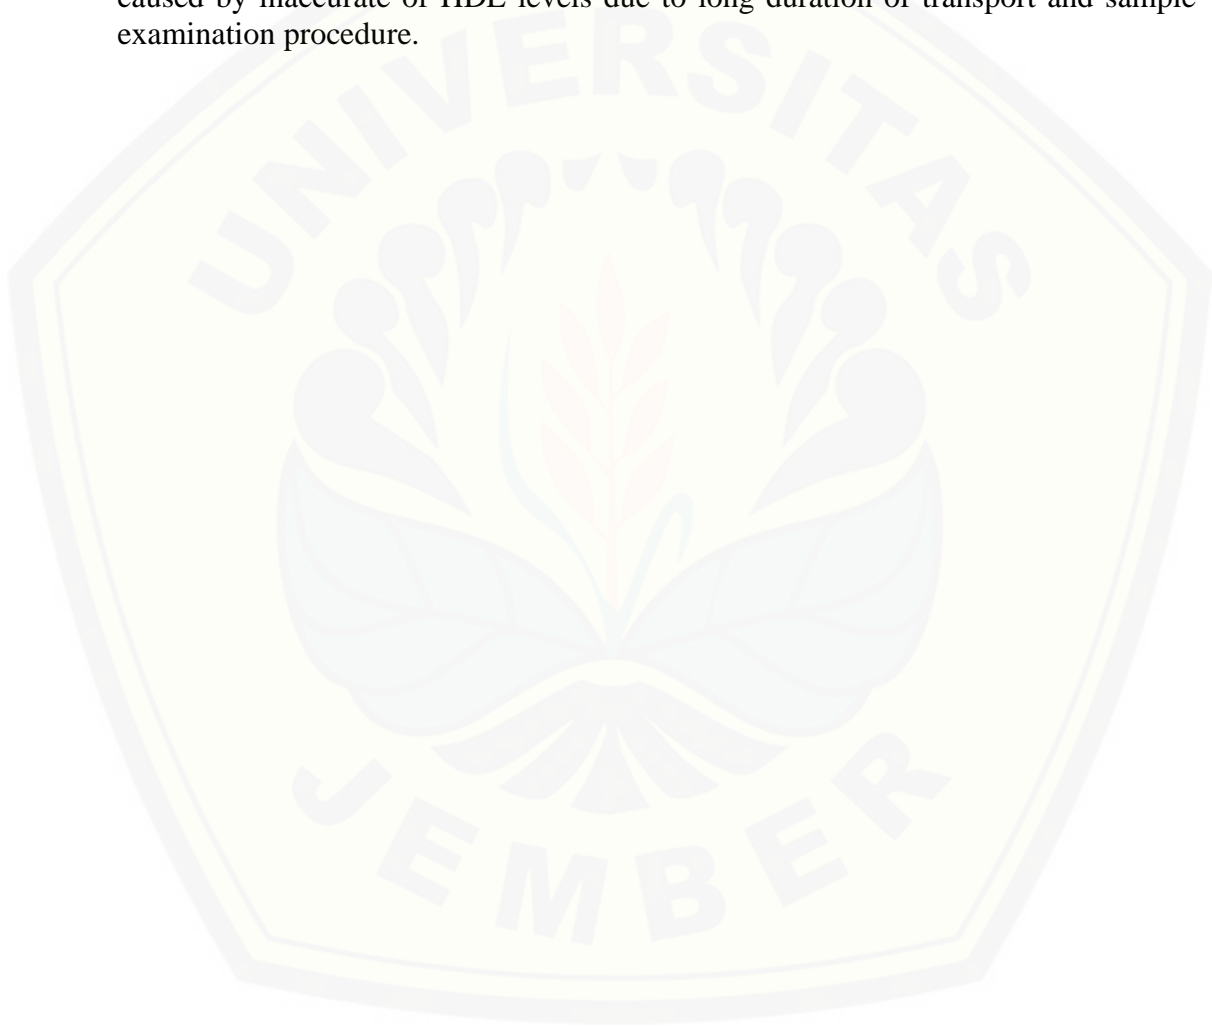 caused by inaccurate of HDL levels due to long duration of transport and sample
examination procedure.
UNIVERSITAS
JEMBER